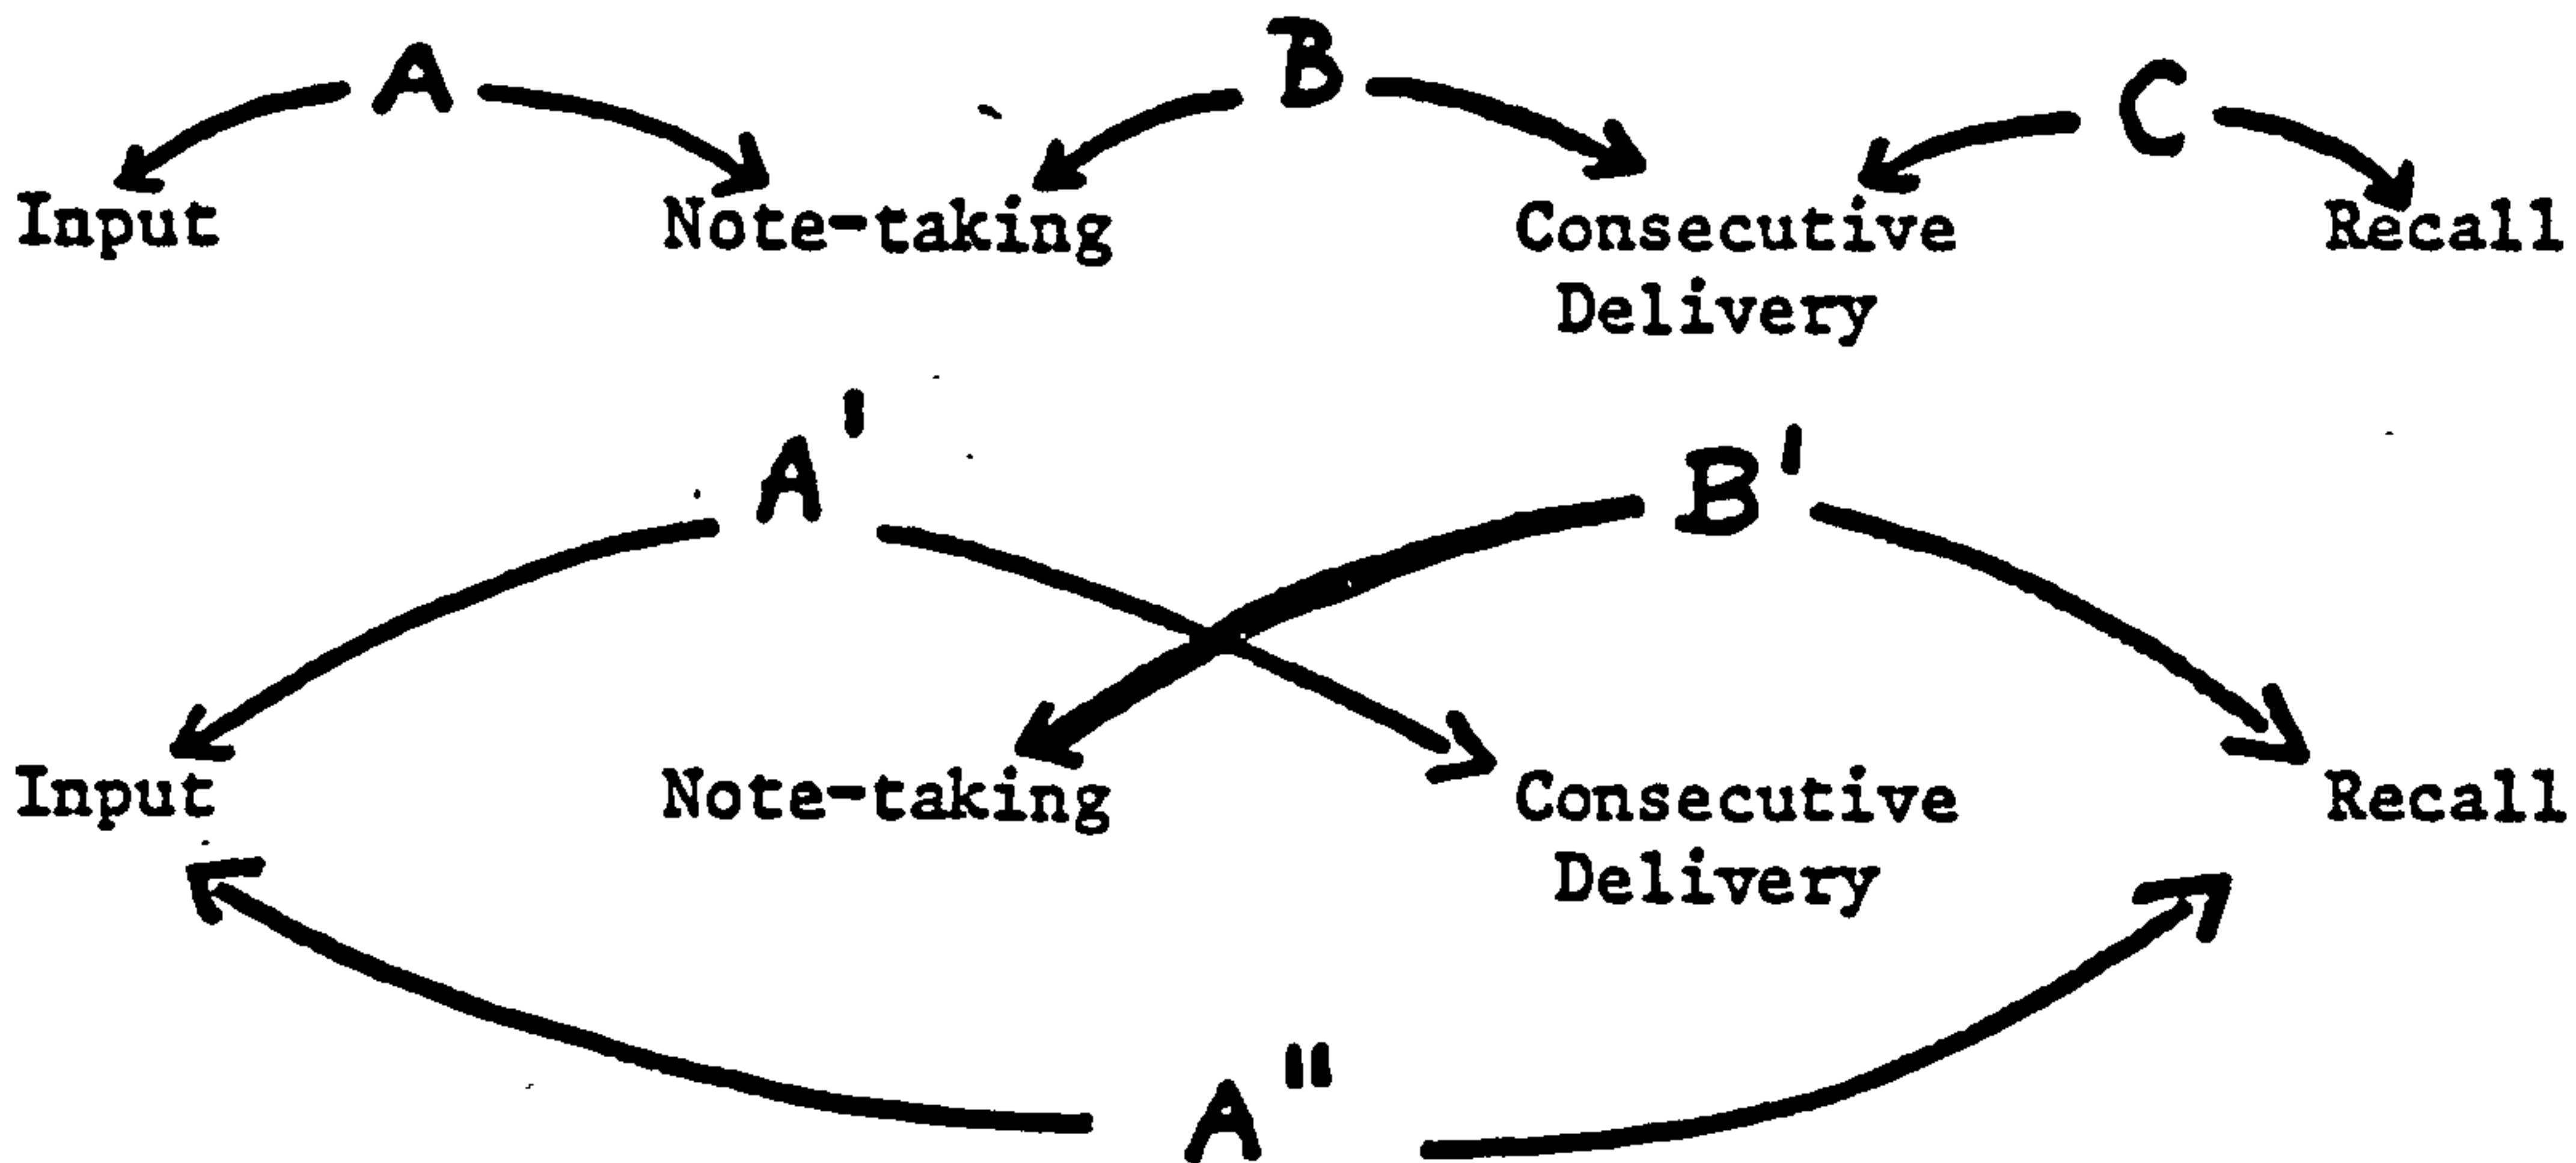 A B C
Input Note-taking Consecutive Recall
Delivery
A' B'
Input Note-taking Consecutive Recall
Delivery
A"